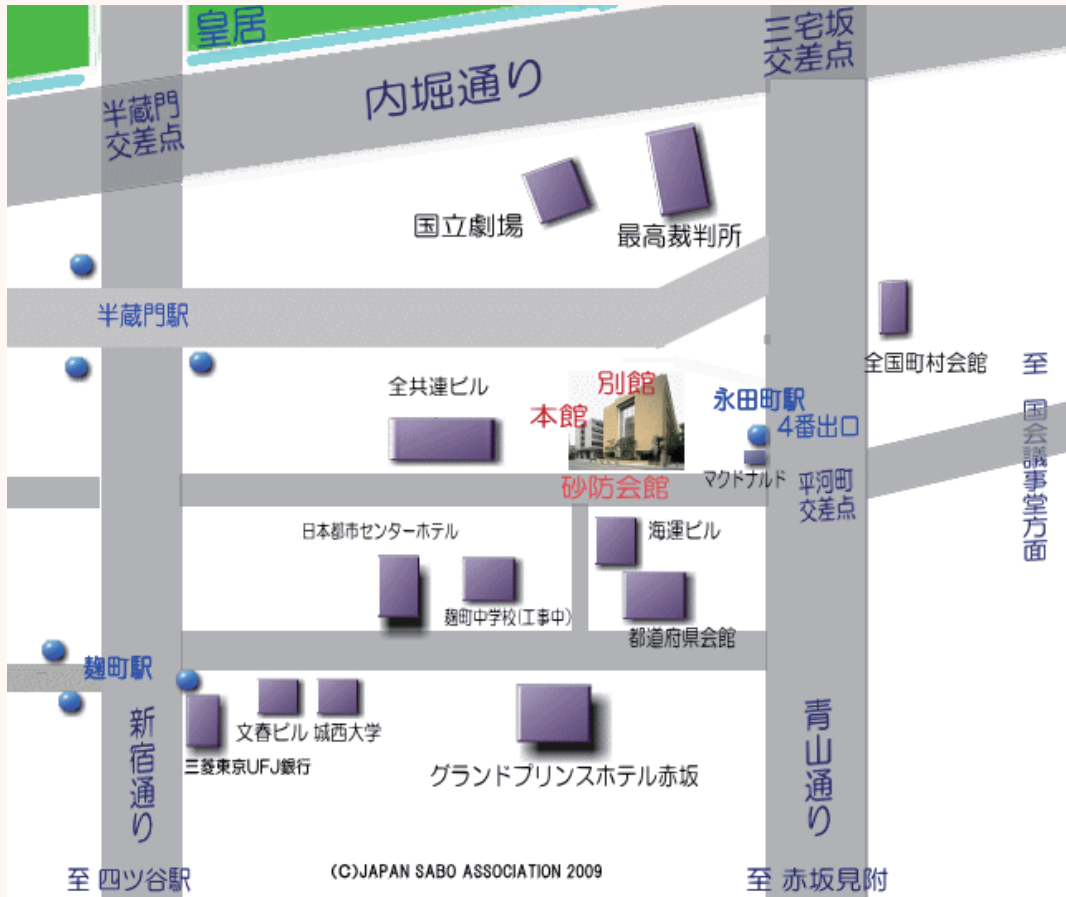 皇居
三宅坂
交差点
内堀通り
半蔵門
交差点
国立劇場
最高裁判所
半蔵門駅
全国町村会館
至 国会議事堂方面
全共連ビル
別館
本館
永田町駅
4番出口
マクドナルド
砂防会館
平河町
交差点
日本都市センターホテル
海運ビル
麹町中学校(工事中)
都道府県会館
麹町駅
新宿通り
文春ビル
城西大学
三菱東京UFJ銀行
グランドプリンスホテル赤坂
青山通り
至 四ツ谷駅
(C)JAPAN SABO ASSOCIATION 2009
至 赤坂見附